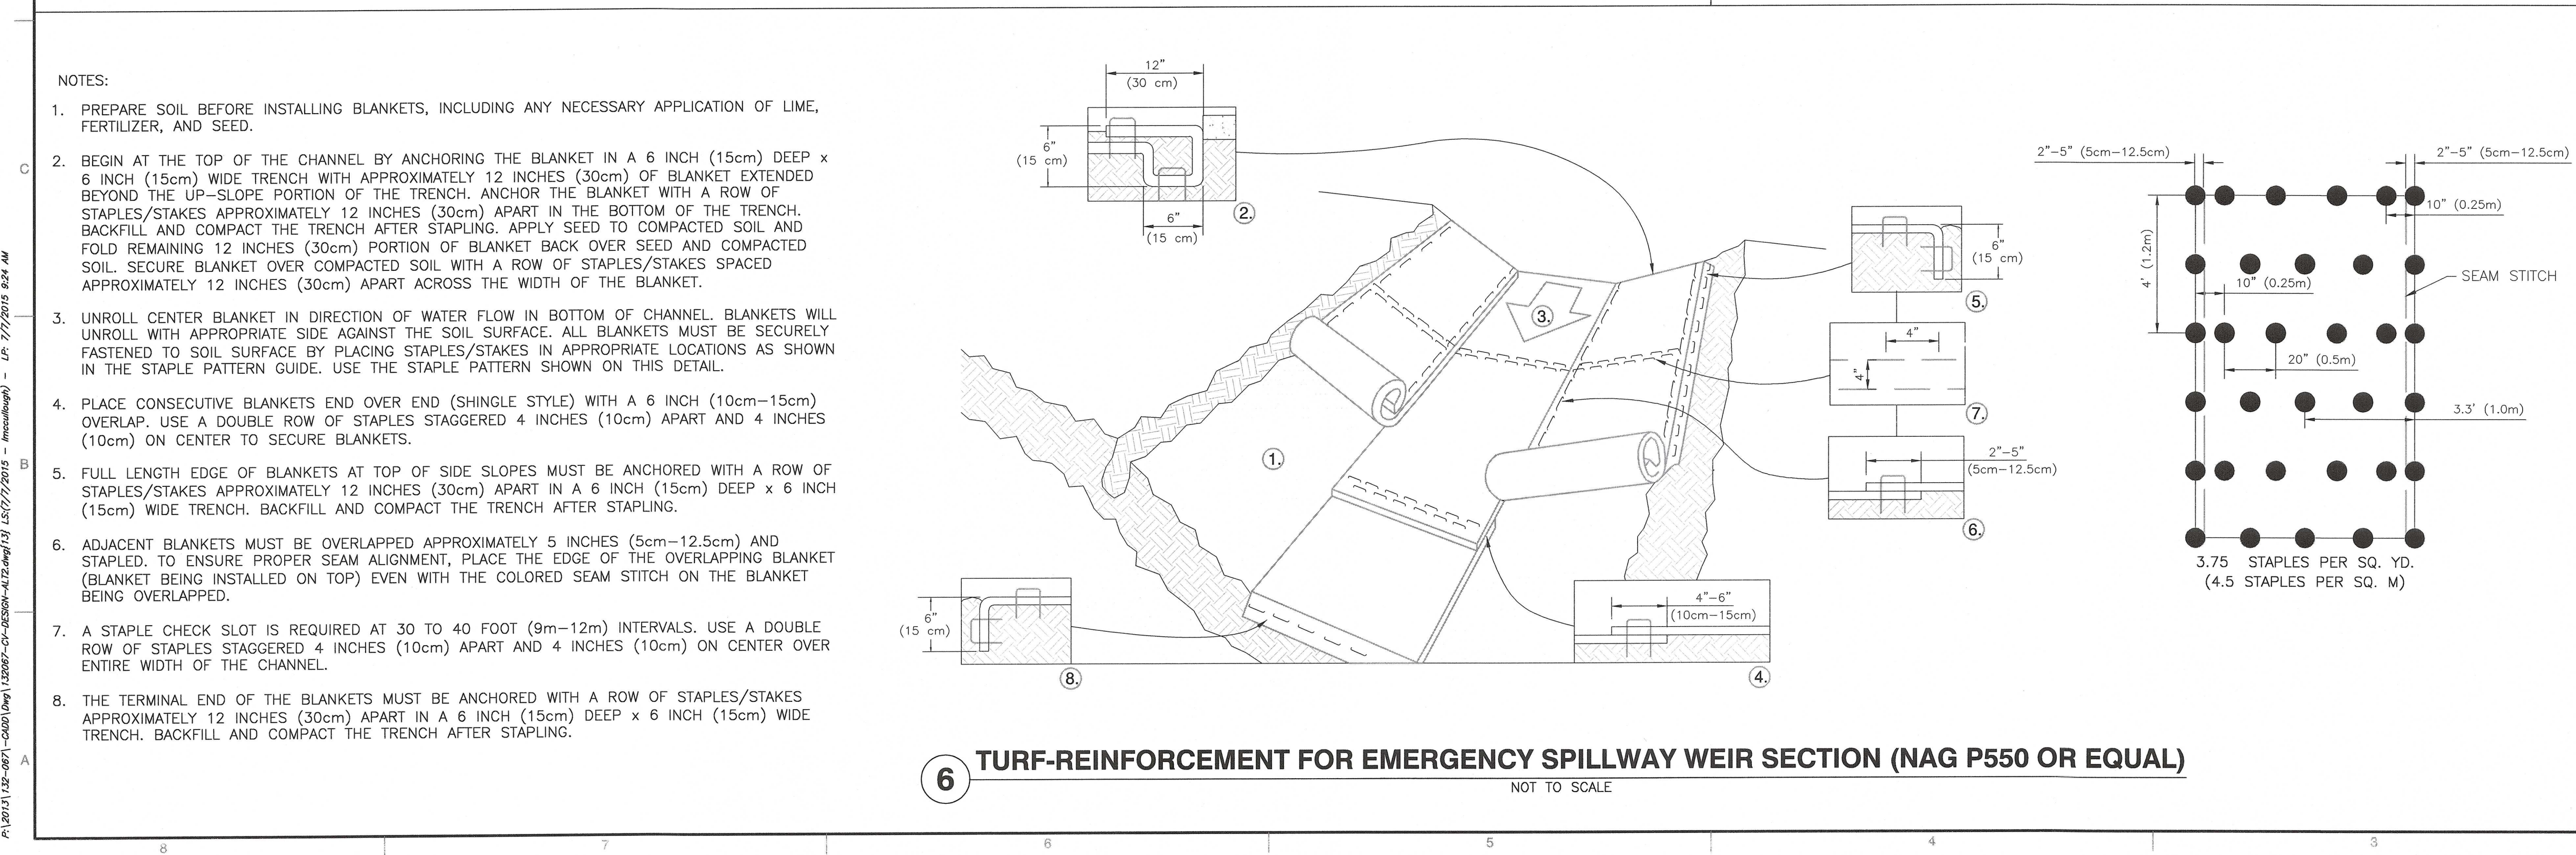 NOTES:
1. PREPARE SOIL BEFORE INSTALLING BLANKETS, INCLUDING ANY NECESSARY APPLICATION OF LIME,
FERTILIZER, AND SEED.
2. BEGIN AT THE TOP OF THE CHANNEL BY ANCHORING THE BLANKET IN A 6 INCH (15cm) DEEP x
6 INCH (15cm) WIDE TRENCH WITH APPROXIMATELY 12 INCHES (30cm) OF BLANKET EXTENDED
BEYOND THE UP-SLOPE PORTION OF THE TRENCH. ANCHOR THE BLANKET WITH A ROW OF
STAPLES/STAKES APPROXIMATELY 12 INCHES (30cm) APART IN THE BOTTOM OF THE TRENCH.
BACKFILL AND COMPACT THE TRENCH AFTER STAPLING. APPLY SEED TO COMPACTED SOIL AND
FOLD REMAINING 12 INCHES (30cm) PORTION OF BLANKET BACK OVER SEED AND COMPACTED
SOIL. SECURE BLANKET OVER COMPACTED SOIL WITH A ROW OF STAPLES/STAKES SPACED
APPROXIMATELY 12 INCHES (30cm) APART ACROSS THE WIDTH OF THE BLANKET.
3. UNROLL CENTER BLANKET IN DIRECTION OF WATER FLOW IN BOTTOM OF CHANNEL. BLANKETS WILL
UNROLL WITH APPROPRIATE SIDE AGAINST THE SOIL SURFACE. ALL BLANKETS MUST BE SECURELY
FASTENED TO SOIL SURFACE BY PLACING STAPLES/STAKES IN APPROPRIATE LOCATIONS AS SHOWN
IN THE STAPLE PATTERN GUIDE. USE THE STAPLE PATTERN SHOWN ON THIS DETAIL.
4. PLACE CONSECUTIVE BLANKETS END OVER END (SHINGLE STYLE) WITH A 6 INCH (10cm-15cm)
OVERLAP. USE A DOUBLE ROW OF STAPLES STAGGERED 4 INCHES (10cm) APART AND 4 INCHES
(10cm) ON CENTER TO SECURE BLANKETS.
5. FULL LENGTH EDGE OF BLANKETS AT TOP OF SIDE SLOPES MUST BE ANCHORED WITH A ROW OF
STAPLES/STAKES APPROXIMATELY 12 INCHES (30cm) APART IN A 6 INCH (15cm) DEEP x 6 INCH
(15cm) WIDE TRENCH. BACKFILL AND COMPACT THE TRENCH AFTER STAPLING.
6. ADJACENT BLANKETS MUST BE OVERLAPPED APPROXIMATELY 5 INCHES (5cm-12.5cm) AND
STAPLED. TO ENSURE PROPER SEAM ALIGNMENT, PLACE THE EDGE OF THE OVERLAPPING BLANKET
(BLANKET BEING INSTALLED ON TOP) EVEN WITH THE COLORED SEAM STITCH ON THE BLANKET
BEING OVERLAPPED.
7. A STAPLE CHECK SLOT IS REQUIRED AT 30 TO 40 FOOT (9m-12m) INTERVALS. USE A DOUBLE
ROW OF STAPLES STAGGERED 4 INCHES (10cm) APART AND 4 INCHES (10cm) ON CENTER OVER
ENTIRE WIDTH OF THE CHANNEL.
8. THE TERMINAL END OF THE BLANKETS MUST BE ANCHORED WITH A ROW OF STAPLES/STAKES
APPROXIMATELY 12 INCHES (30cm) APART IN A 6 INCH (15cm) DEEP x 6 INCH (15cm) WIDE
TRENCH. BACKFILL AND COMPACT THE TRENCH AFTER STAPLING.
12"
(30 cm)
6"
(15 cm)
6"
(15 cm)
2.
3.
1.
6"
(15 cm)
5.
4"
4"
7.
2"-5"
(5cm-12.5cm)
6.
6"
(15 cm)
8.
4"-6"
(10cm-15cm)
4.
2"-5" (5cm-12.5cm)
2"-5" (5cm-12.5cm)
10" (0.25m)
4' (1.2m)
SEAM STITCH
10" (0.25m)
20" (0.5m)
3.3' (1.0m)
3.75 STAPLES PER SQ. YD.
(4.5 STAPLES PER SQ. M)
6 TURF-REINFORCEMENT FOR EMERGENCY SPILLWAY WEIR SECTION (NAG P550 OR EQUAL)
NOT TO SCALE
C
B
A
8
7
6
5
4
3
P:\2013\132-067\-CADD\Dwg\132067-CV-DESIGN-ALT2.dwg{13} LS:(7/7/2015 - lmccullough) - LP: 7/7/2015 9:24 AM